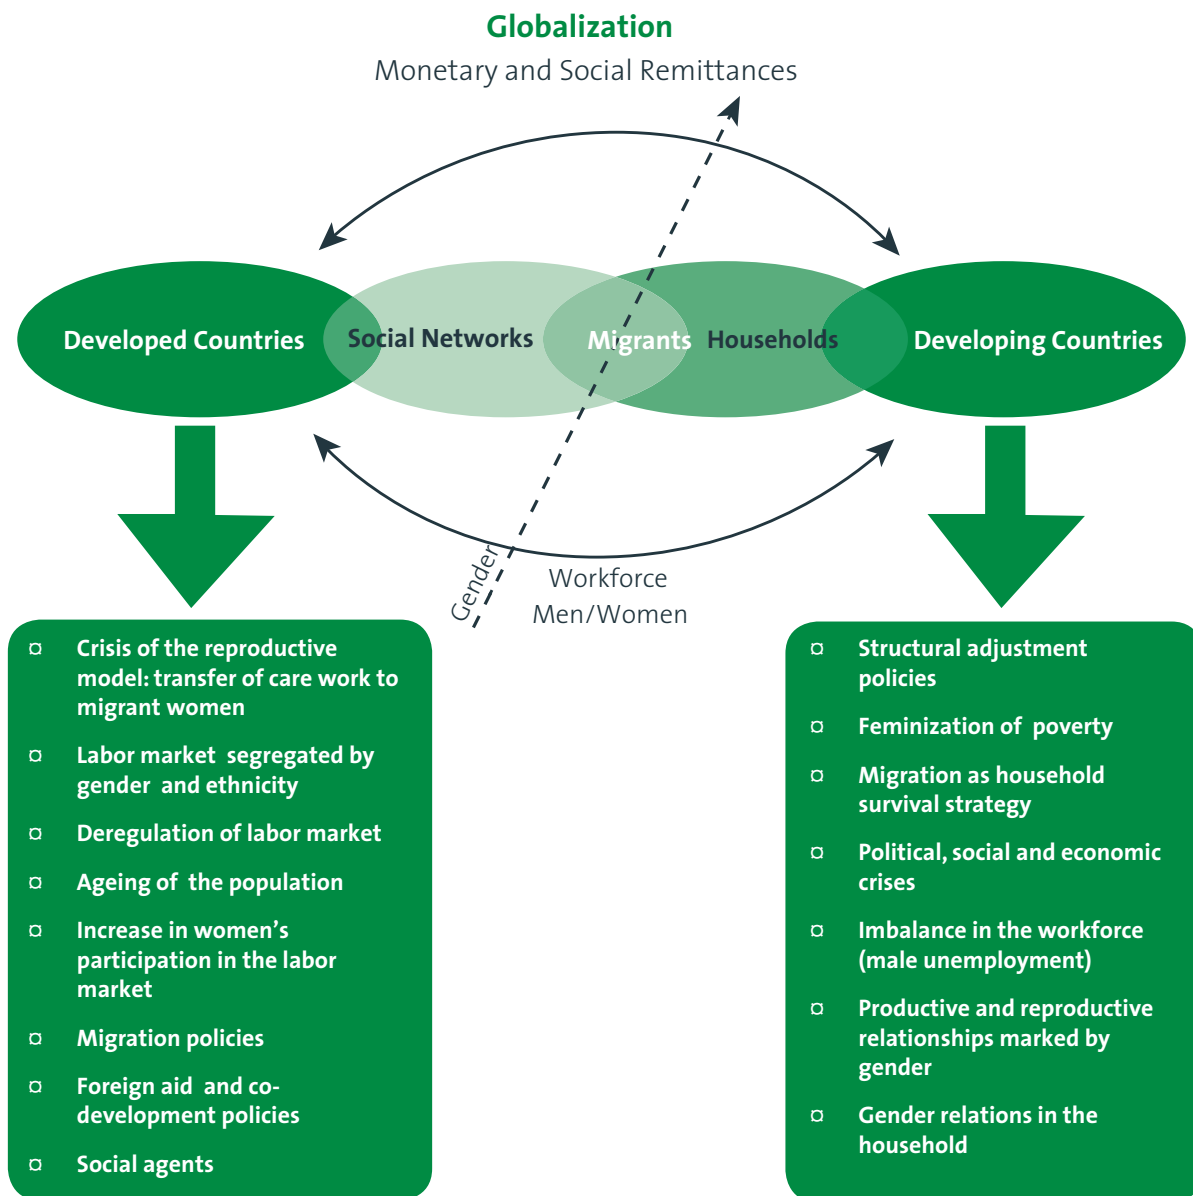 Globalization
Monetary and Social Remittances
Developed Countries
Social Networks
Migrants
Households
Developing Countries
Gender
Workforce
Men/Women
¤ Crisis of the reproductive
model: transfer of care work to
migrant women
¤ Labor market segregated by
gender and ethnicity
¤ Deregulation of labor market
¤ Ageing of the population
¤ Increase in women’s
participation in the labor
market
¤ Migration policies
¤ Foreign aid and co-
development policies
¤ Social agents
¤ Structural adjustment
policies
¤ Feminization of poverty
¤ Migration as household
survival strategy
¤ Political, social and economic
crises
¤ Imbalance in the workforce
(male unemployment)
¤ Productive and reproductive
relationships marked by
gender
¤ Gender relations in the
household